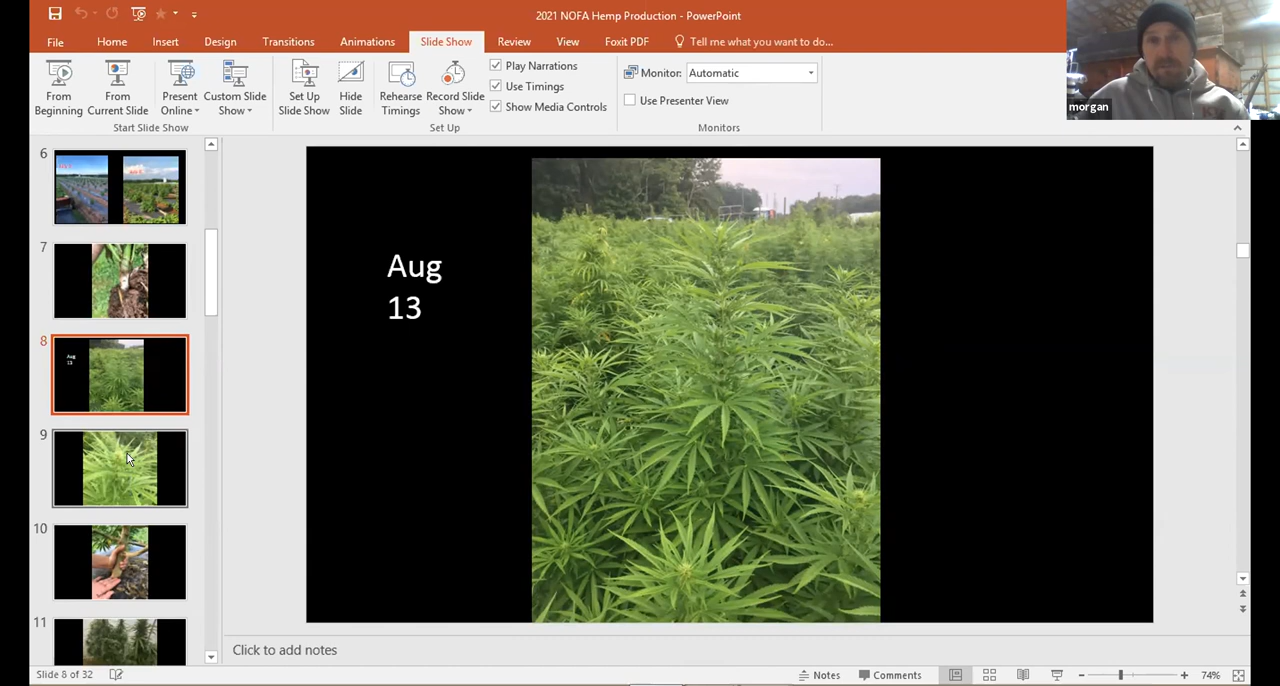 2021 NOFA Hemp Production - PowerPoint
File Home Insert Design Transitions Animations Slide Show Review View Foxit PDF Tell me what you want to do...
From Beginning
From Current Slide
Present Online
Custom Slide Show
Start Slide Show
Set Up Slide Show
Hide Slide
Rehearse Timings
Record Slide Show
Play Narrations
Use Timings
Show Media Controls
Set Up
Monitor: Automatic
Use Presenter View
Monitors
morgan
6
7
8
Aug
13
9
10
11
Aug
13
Click to add notes
Slide 8 of 32 Notes Comments 74%